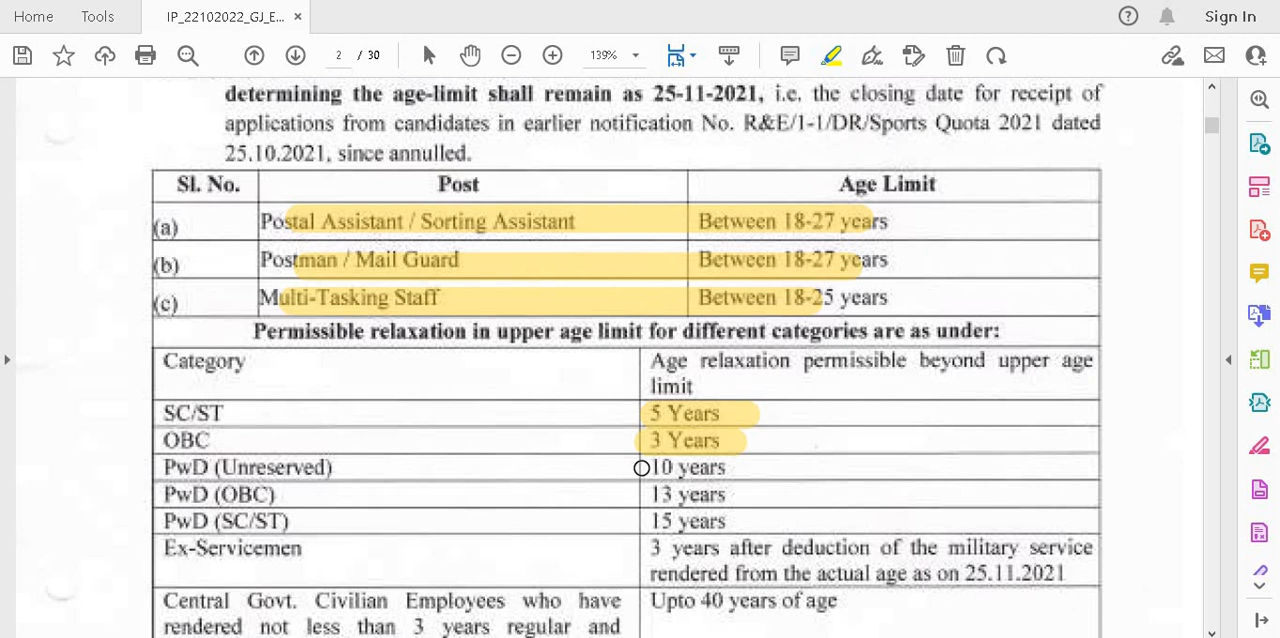 Home Tools IP_22102022_GJ_E... × Sign In
2 / 30 139%
determining the age-limit shall remain as 25-11-2021, i.e. the closing date for receipt of
applications from candidates in earlier notification No. R&E/1-1/DR/Sports Quota 2021 dated
25.10.2021, since annulled.
Sl. No. Post Age Limit
(a) Postal Assistant / Sorting Assistant Between 18-27 years
(b) Postman / Mail Guard Between 18-27 years
(c) Multi-Tasking Staff Between 18-25 years
Permissible relaxation in upper age limit for different categories are as under:
Category Age relaxation permissible beyond upper age
limit
SC/ST 5 Years
OBC 3 Years
PwD (Unreserved) 10 years
PwD (OBC) 13 years
PwD (SC/ST) 15 years
Ex-Servicemen 3 years after deduction of the military service
rendered from the actual age as on 25.11.2021
Central Govt. Civilian Employees who have Upto 40 years of age
rendered not less than 3 years regular and